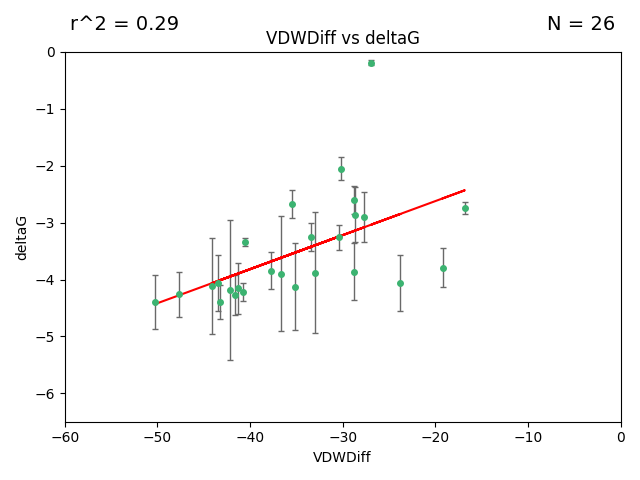 r^2 = 0.29
N = 26
VDWDiff vs deltaG
0
−1
−2
−3
−4
−5
−6
deltaG
−60 −50 −40 −30 −20 −10 0
VDWDiff